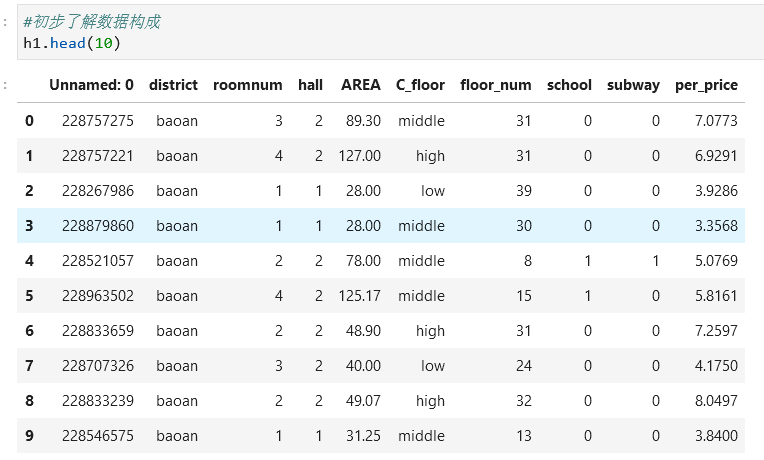 #初步了解数据构成
h1.head(10)
Unnamed: 0 district roomnum hall AREA C_floor floor_num school subway per_price
0 228757275 baoan 3 2 89.30 middle 31 0 0 7.0773
1 228757221 baoan 4 2 127.00 high 31 0 0 6.9291
2 228267986 baoan 1 1 28.00 low 39 0 0 3.9286
3 228879860 baoan 1 1 28.00 middle 30 0 0 3.3568
4 228521057 baoan 2 2 78.00 middle 8 1 1 5.0769
5 228963502 baoan 4 2 125.17 middle 15 1 0 5.8161
6 228833659 baoan 2 2 48.90 high 31 0 0 7.2597
7 228707326 baoan 3 2 40.00 low 24 0 0 4.1750
8 228833239 baoan 2 2 49.07 high 32 0 0 8.0497
9 228546575 baoan 1 1 31.25 middle 13 0 0 3.8400